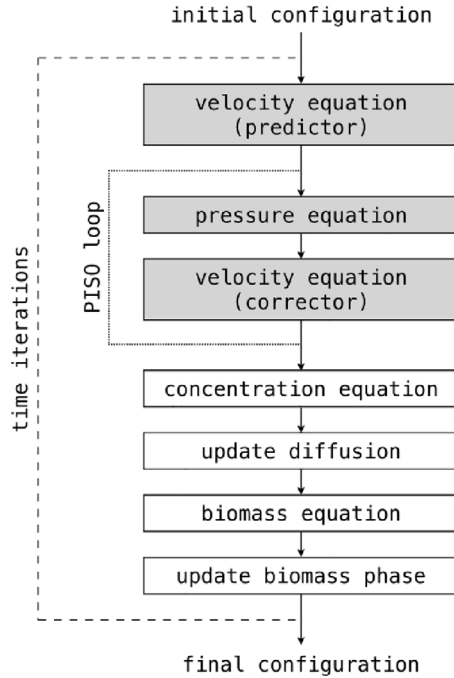 initial configuration
velocity equation
(predictor)
pressure equation
velocity equation
(corrector)
PISO loop
time iterations
concentration equation
update diffusion
biomass equation
update biomass phase
final configuration